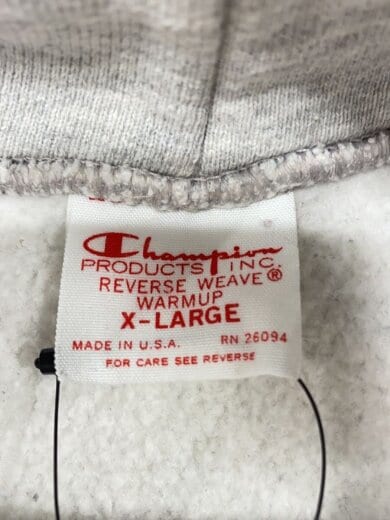 Champion
PRODUCTS INC.
REVERSE WEAVE®
WARMUP
X-LARGE
MADE IN U.S.A. RN 26094
FOR CARE SEE REVERSE